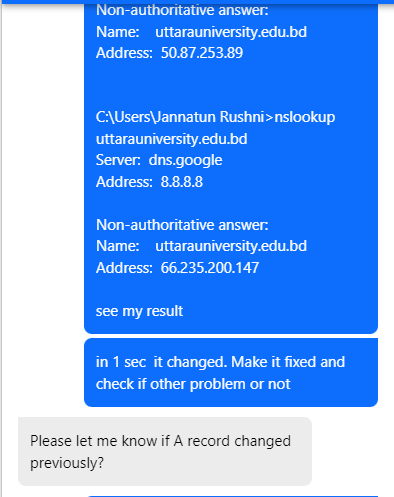 Non-authoritative answer:
Name:    uttarauniversity.edu.bd
Address:  50.87.253.89
C:\Users\Jannatun Rushni>nslookup
uttarauniversity.edu.bd
Server:  dns.google
Address:  8.8.8.8
Non-authoritative answer:
Name:    uttarauniversity.edu.bd
Address:  66.235.200.147
see my result
in 1 sec  it changed. Make it fixed and
check if other problem or not
Please let me know if A record changed
previously?